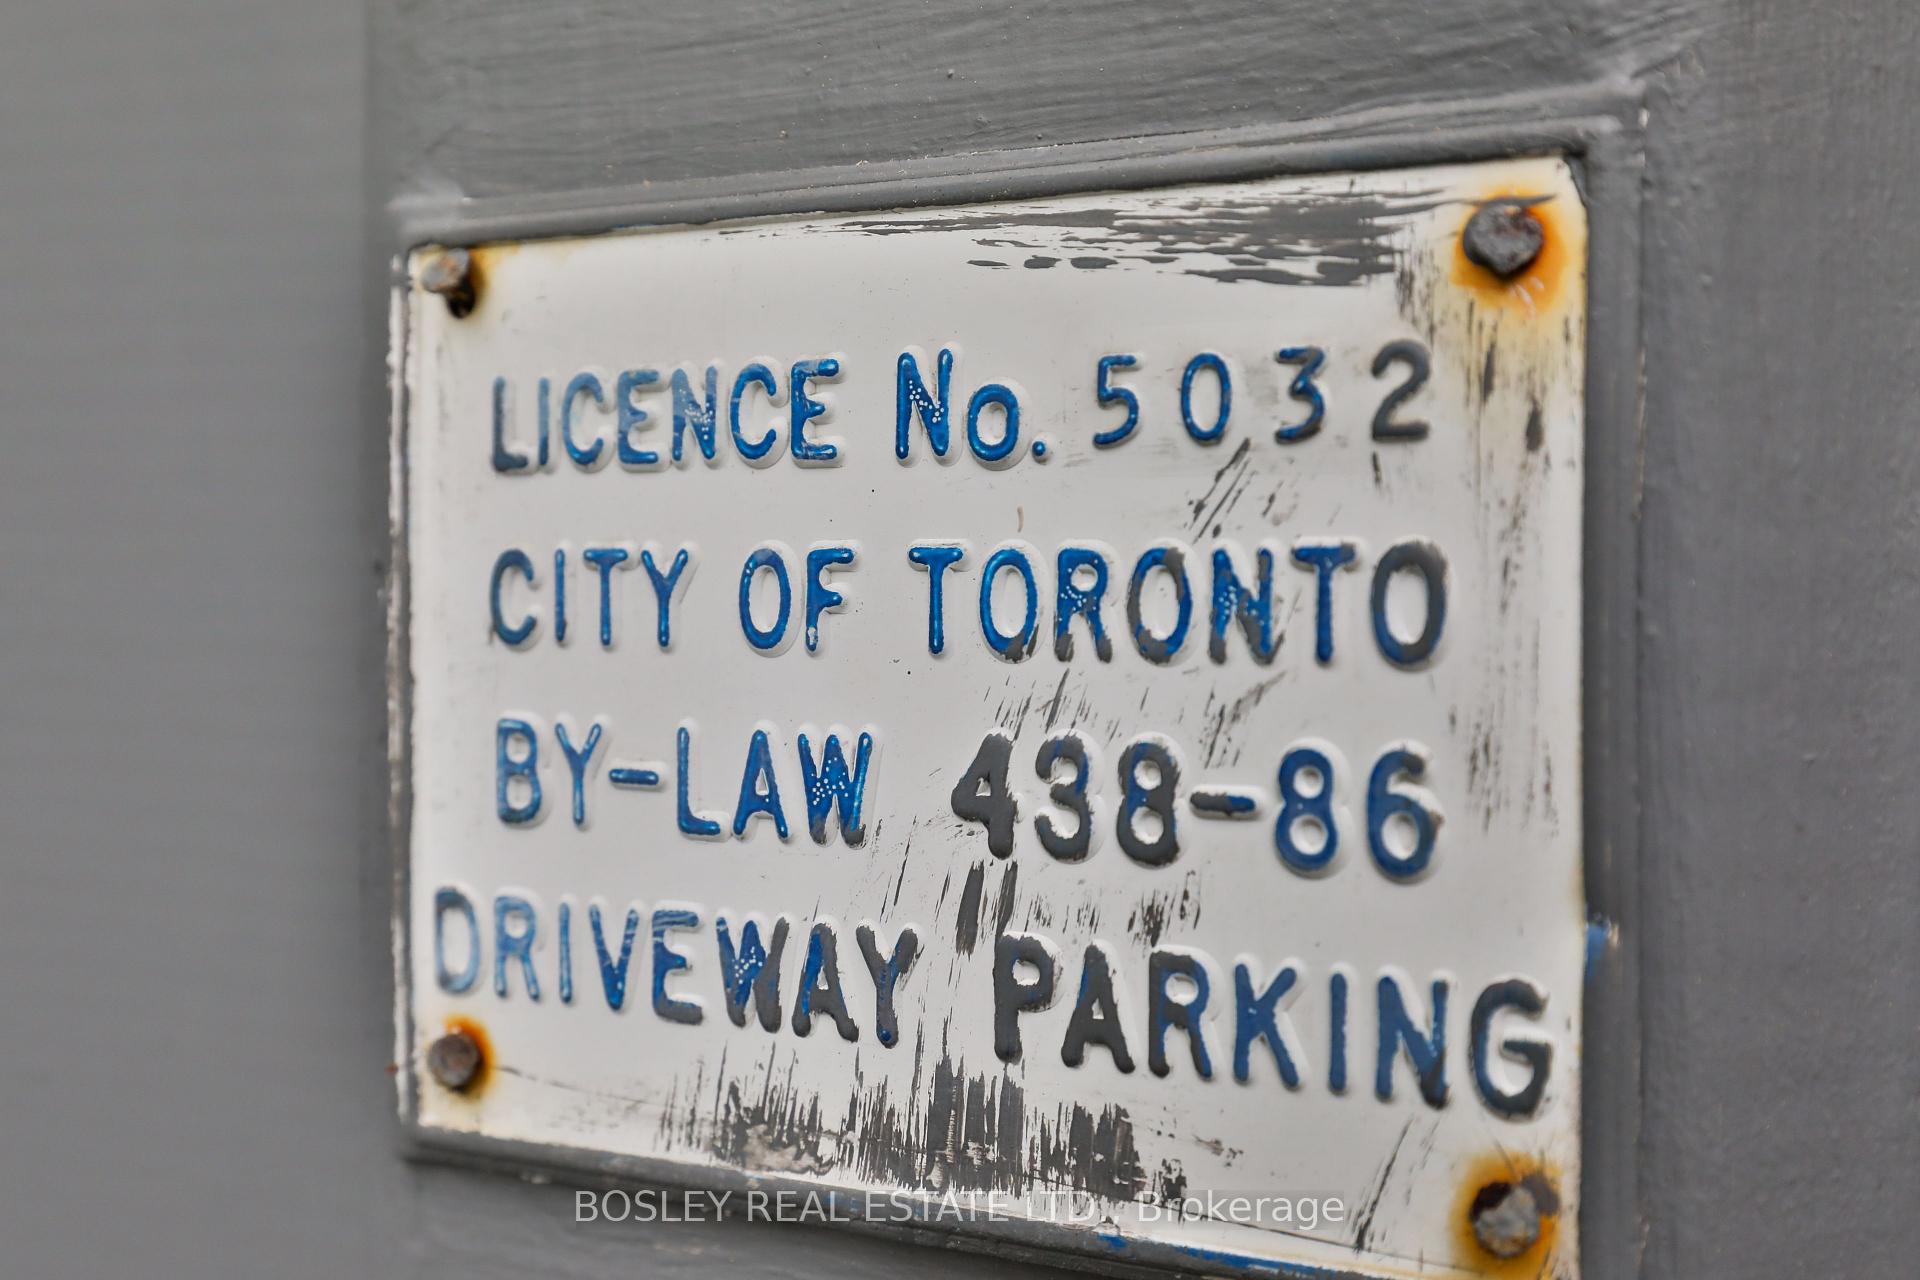 LICENCE No. 5032
CITY OF TORONTO
BY-LAW 438-86
DRIVEWAY PARKING
BOSLEY REAL ESTATE LTD., Brokerage